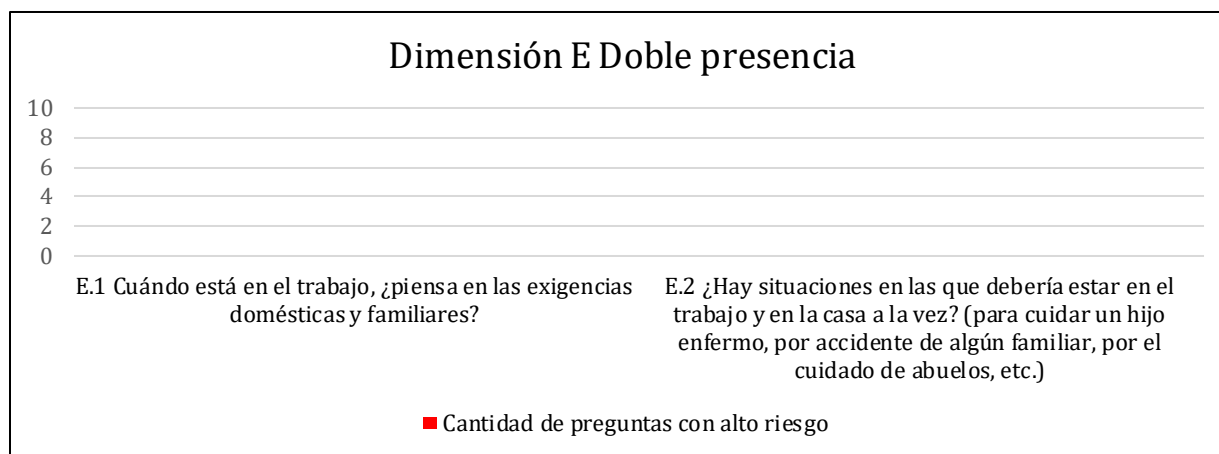 Dimensión E Doble presencia
10
8
6
4
2
0
E.1 Cuándo está en el trabajo, ¿piensa en las exigencias
domésticas y familiares?
E.2 ¿Hay situaciones en las que debería estar en el
trabajo y en la casa a la vez? (para cuidar un hijo
enfermo, por accidente de algún familiar, por el
cuidado de abuelos, etc.)
Cantidad de preguntas con alto riesgo